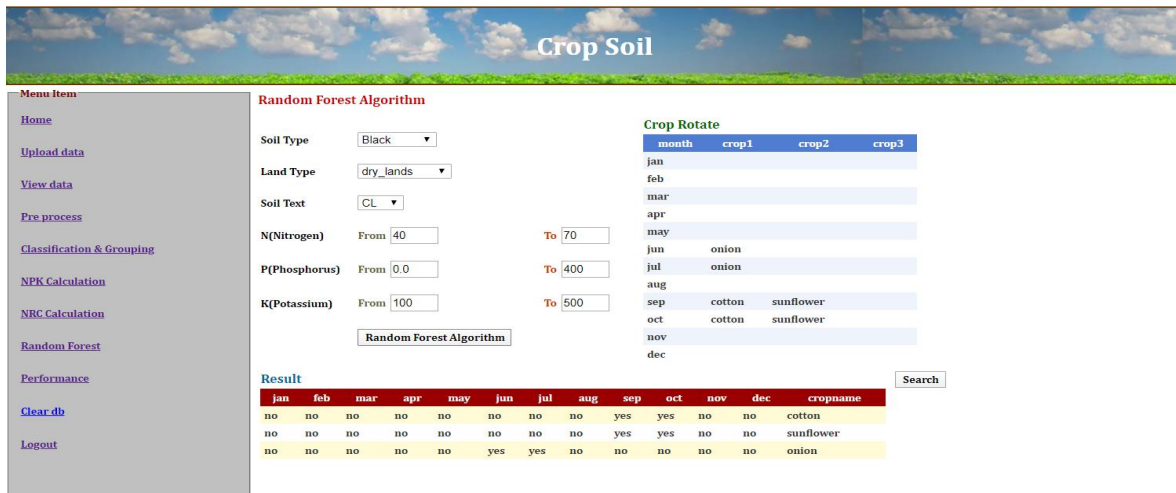 Crop Soil
Menu Item
Home
Upload data
View data
Pre process
Classification & Grouping
NPK Calculation
NRC Calculation
Random Forest
Performance
Clear db
Logout
Random Forest Algorithm
Soil Type Black
Land Type dry_lands
Soil Text CL
N(Nitrogen) From 40 To 70
P(Phosphorus) From 0.0 To 400
K(Potassium) From 100 To 500
Random Forest Algorithm
Crop Rotate
month crop1 crop2 crop3
jan
feb
mar
apr
may
jun onion
jul onion
aug
sep cotton sunflower
oct cotton sunflower
nov
dec
Search
Result
jan feb mar apr may jun jul aug sep oct nov dec cropname
no no no no no no no no yes yes no no cotton
no no no no no no no no yes yes no no sunflower
no no no no no yes yes no no no no no onion